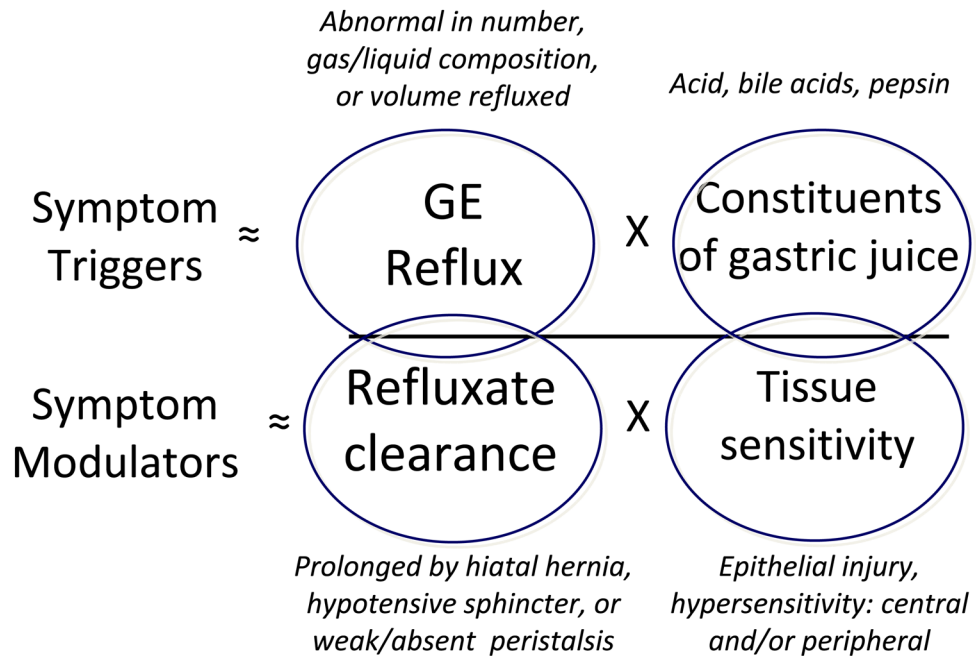 Abnormal in number,
gas/liquid composition,
or volume refluxed
Acid, bile acids, pepsin
Symptom
Triggers
≈
GE
Reflux
X
Constituents
of gastric juice
Symptom
Modulators
≈
Refluxate
clearance
X
Tissue
sensitivity
Prolonged by hiatal hernia,
hypotensive sphincter, or
weak/absent peristalsis
Epithelial injury,
hypersensitivity: central
and/or peripheral